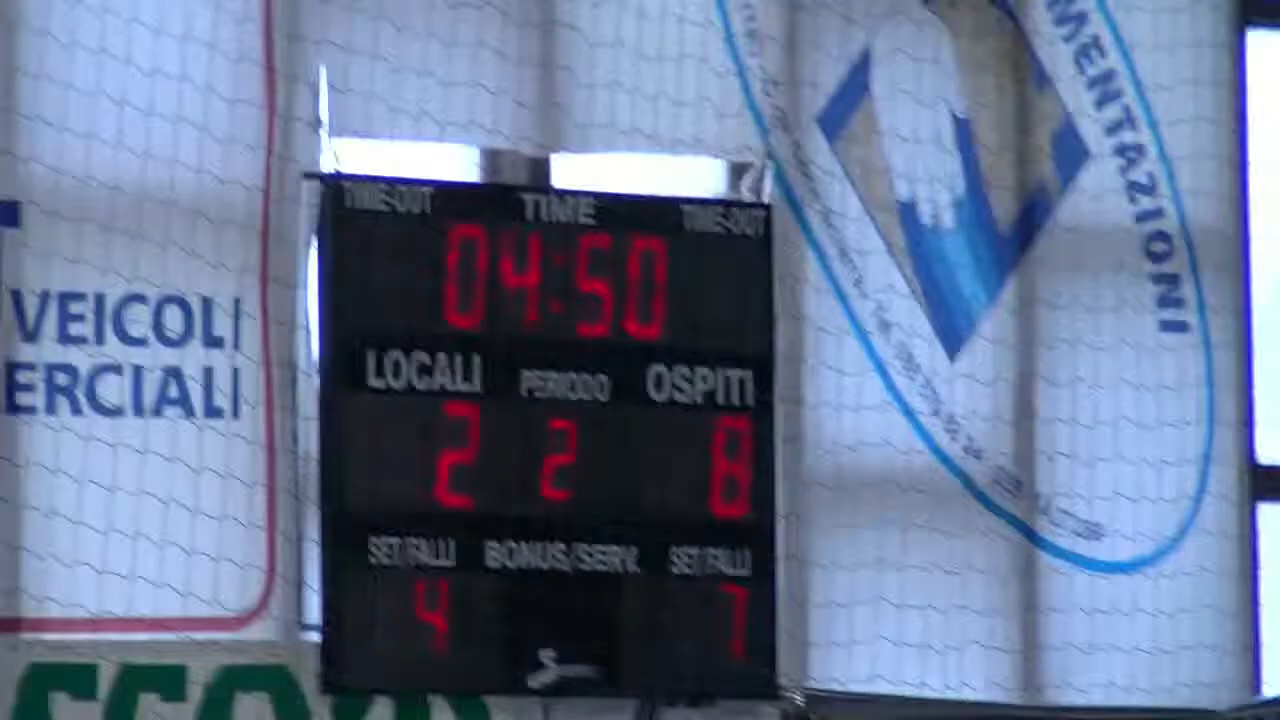 TIME-OUT TIME TIME-OUT
04:50
LOCALI PERIODO OSPITI
2 2 8
SET/FALLI BONUS/SERV. SET/FALLI
4 7
VEICOLI
ERCIALI
MENTAZIONI